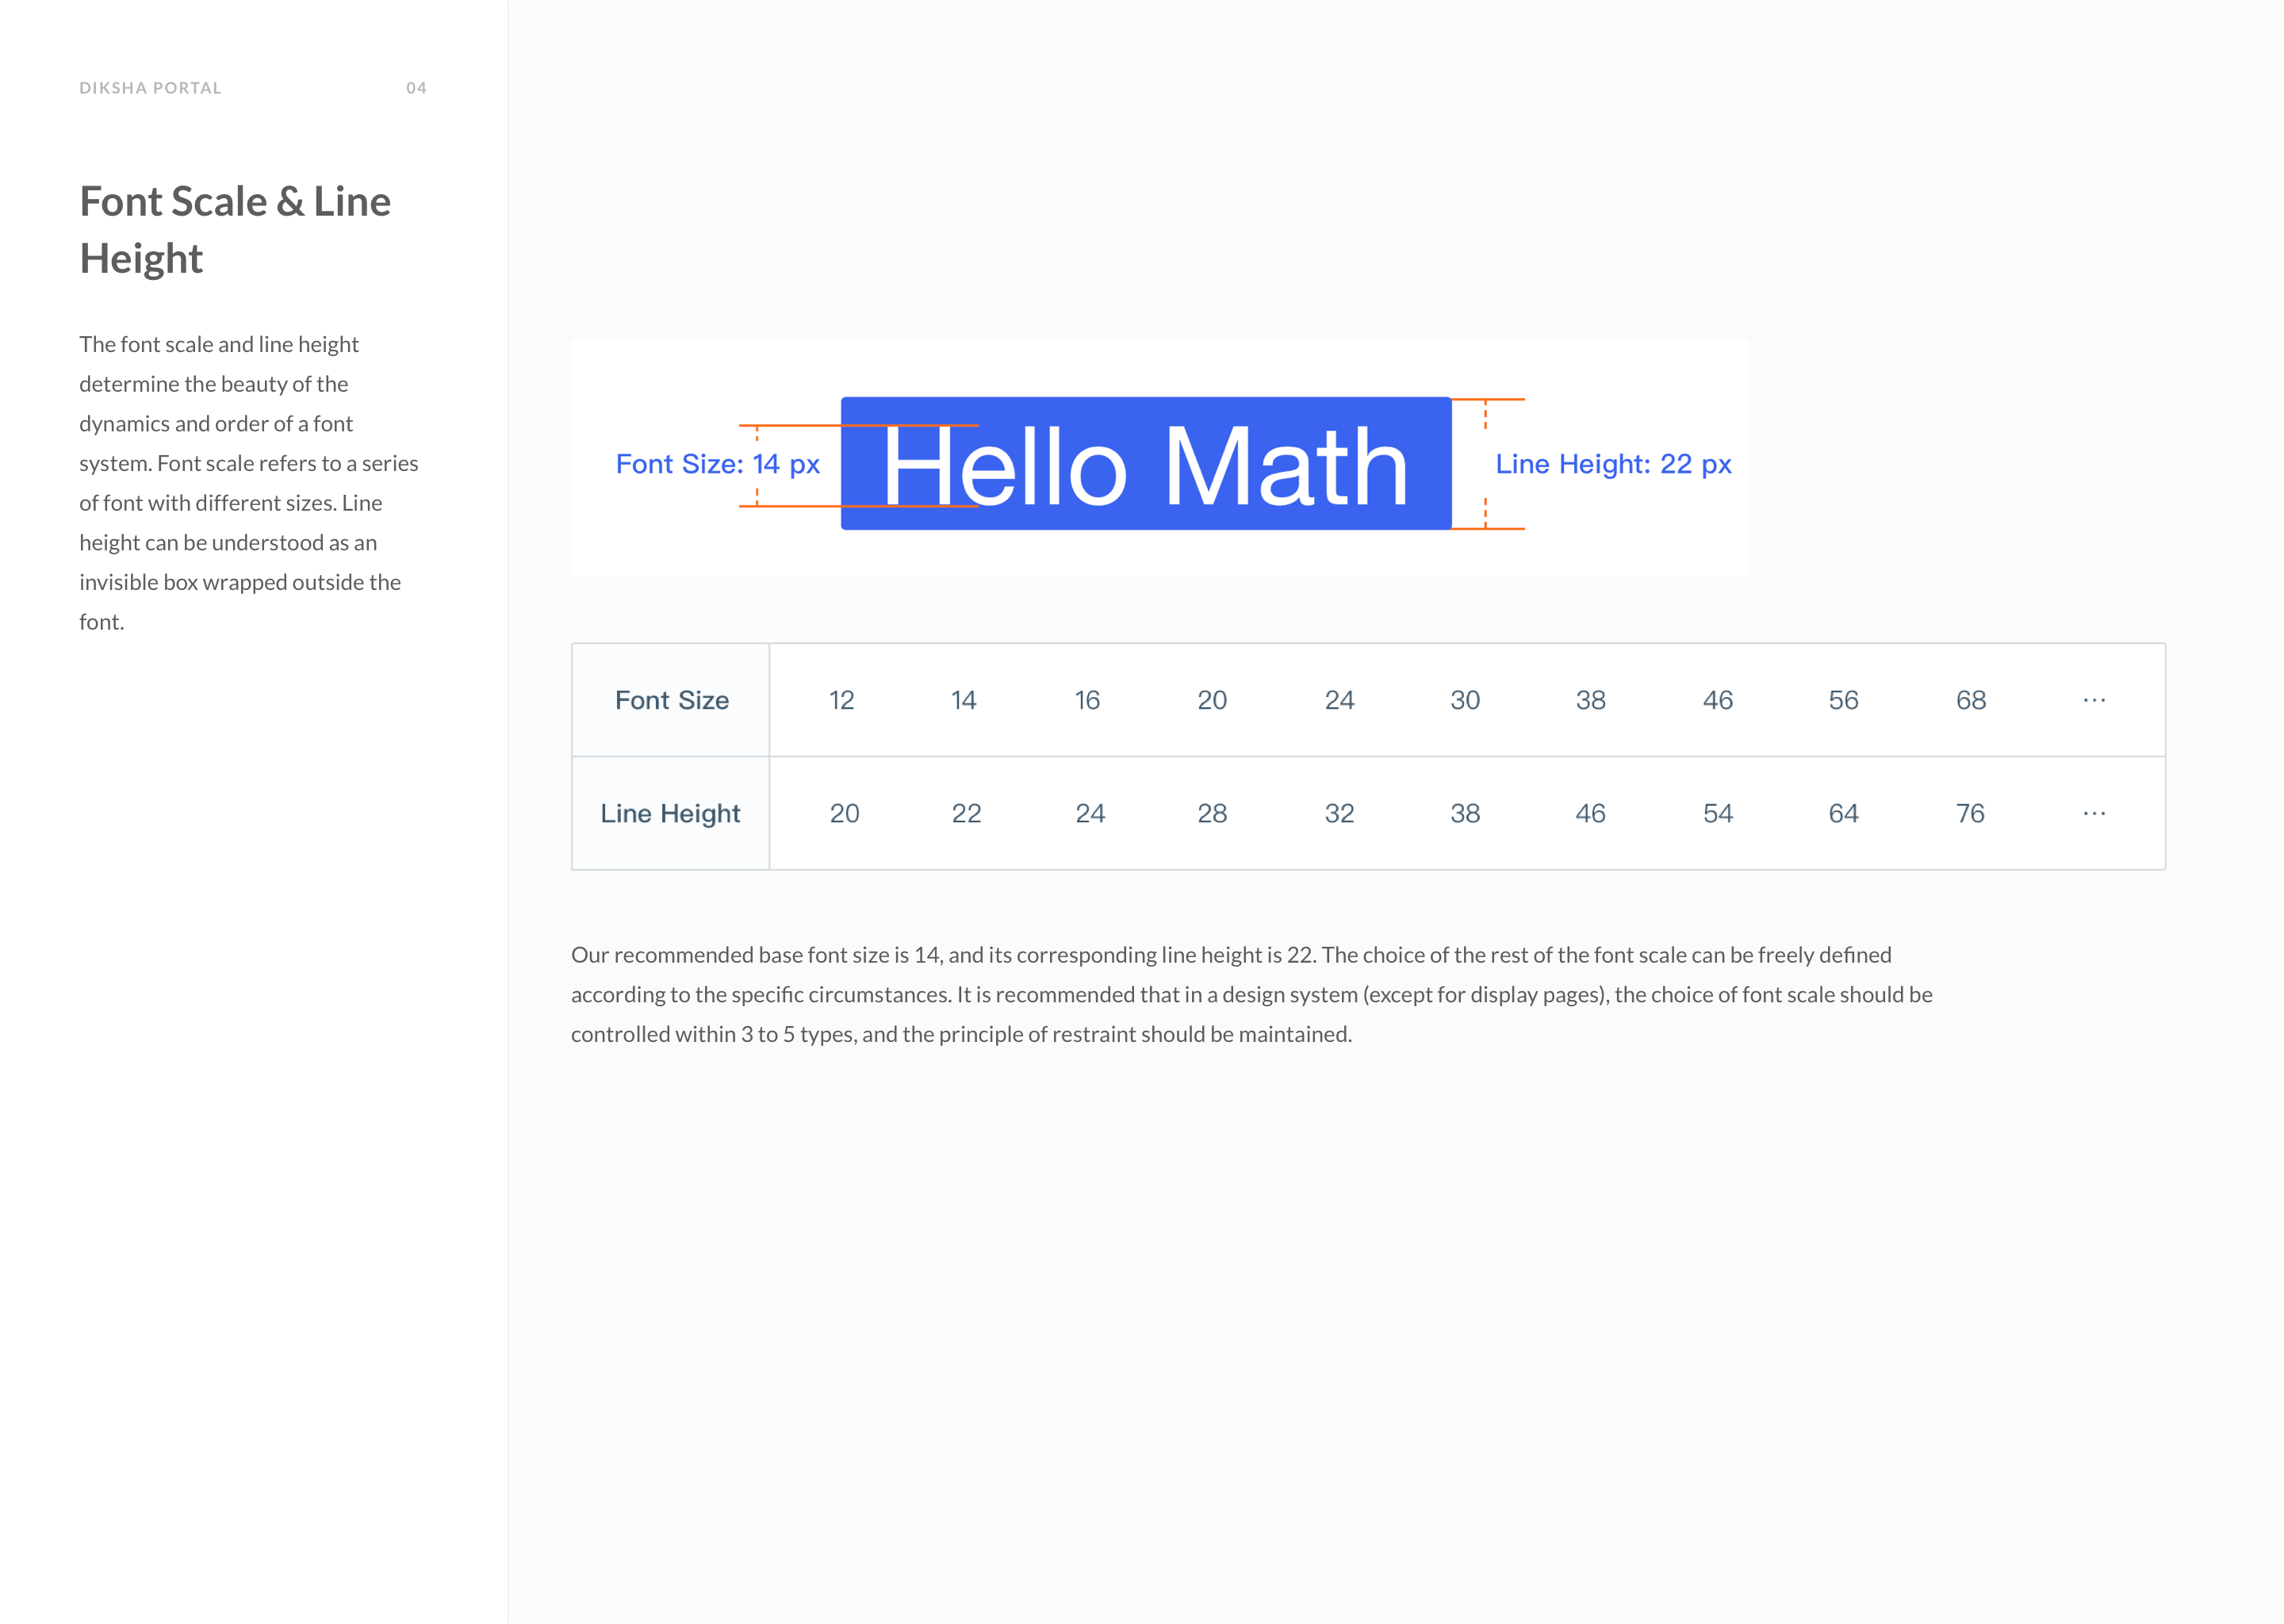 DIKSHA PORTAL 04
Font Scale & Line
Height
The font scale and line height
determine the beauty of the
dynamics and order of a font
system. Font scale refers to a series
of font with different sizes. Line
height can be understood as an
invisible box wrapped outside the
font.
Font Size: 14 px Hello Math Line Height: 22 px
Font Size 12 14 16 20 24 30 38 46 56 68 ···
Line Height 20 22 24 28 32 38 46 54 64 76 ···
Our recommended base font size is 14, and its corresponding line height is 22. The choice of the rest of the font scale can be freely defined
according to the specific circumstances. It is recommended that in a design system (except for display pages), the choice of font scale should be
controlled within 3 to 5 types, and the principle of restraint should be maintained.